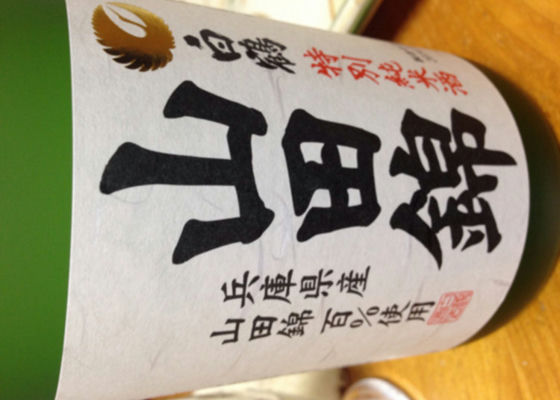 白鶴
特別純米酒
山田錦
兵庫県産
山田錦百%使用